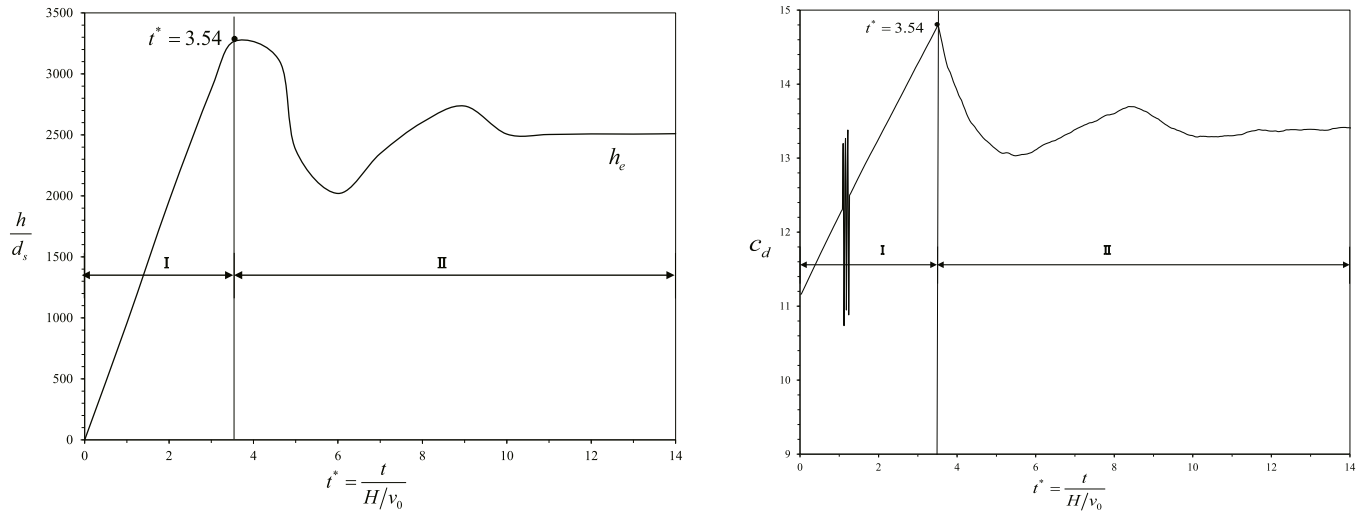 3500
3000
2500
2000
1500
1000
500
0
h
d_s
t* = 3.54
h_e
I
II
0 2 4 6 8 10 12 14
t* = t
H/v_0
15
14
13
12
11
10
9
c_d
t* = 3.54
I
II
0 2 4 6 8 10 12 14
t* = t
H/v_0